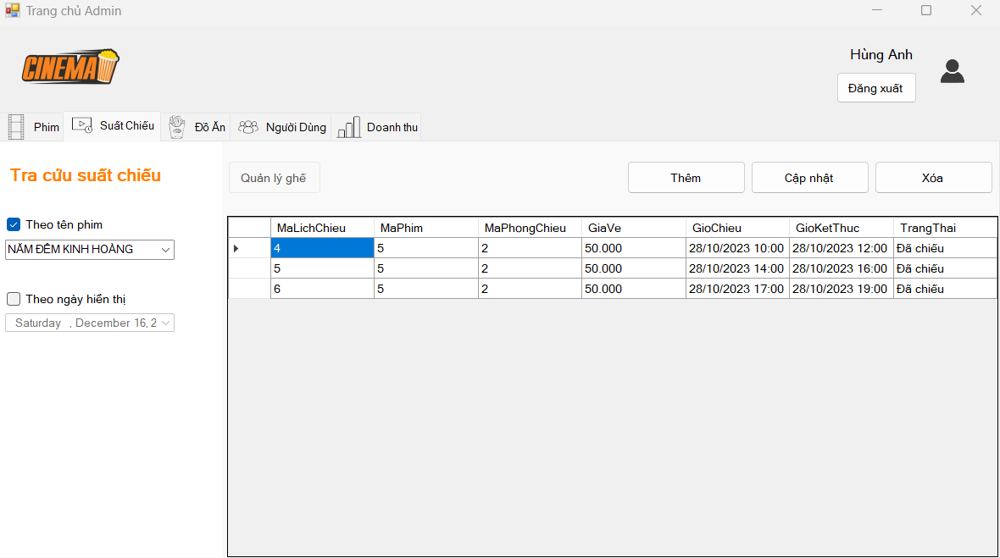 Trang chủ Admin
CINEMA
Hùng Anh
Đăng xuất
Phim Suất Chiếu Đồ Ăn Người Dùng Doanh thu
Tra cứu suất chiếu
Quản lý ghế Thêm Cập nhật Xóa
Theo tên phim
NĂM ĐÊM KINH HOÀNG
Theo ngày hiển thị
Saturday , December 16, 2
MaLichChieu MaPhim MaPhongChieu GiaVe GioChieu GioKetThuc TrangThai
4 5 2 50.000 28/10/2023 10:00 28/10/2023 12:00 Đã chiếu
5 5 2 50.000 28/10/2023 14:00 28/10/2023 16:00 Đã chiếu
6 5 2 50.000 28/10/2023 17:00 28/10/2023 19:00 Đã chiếu